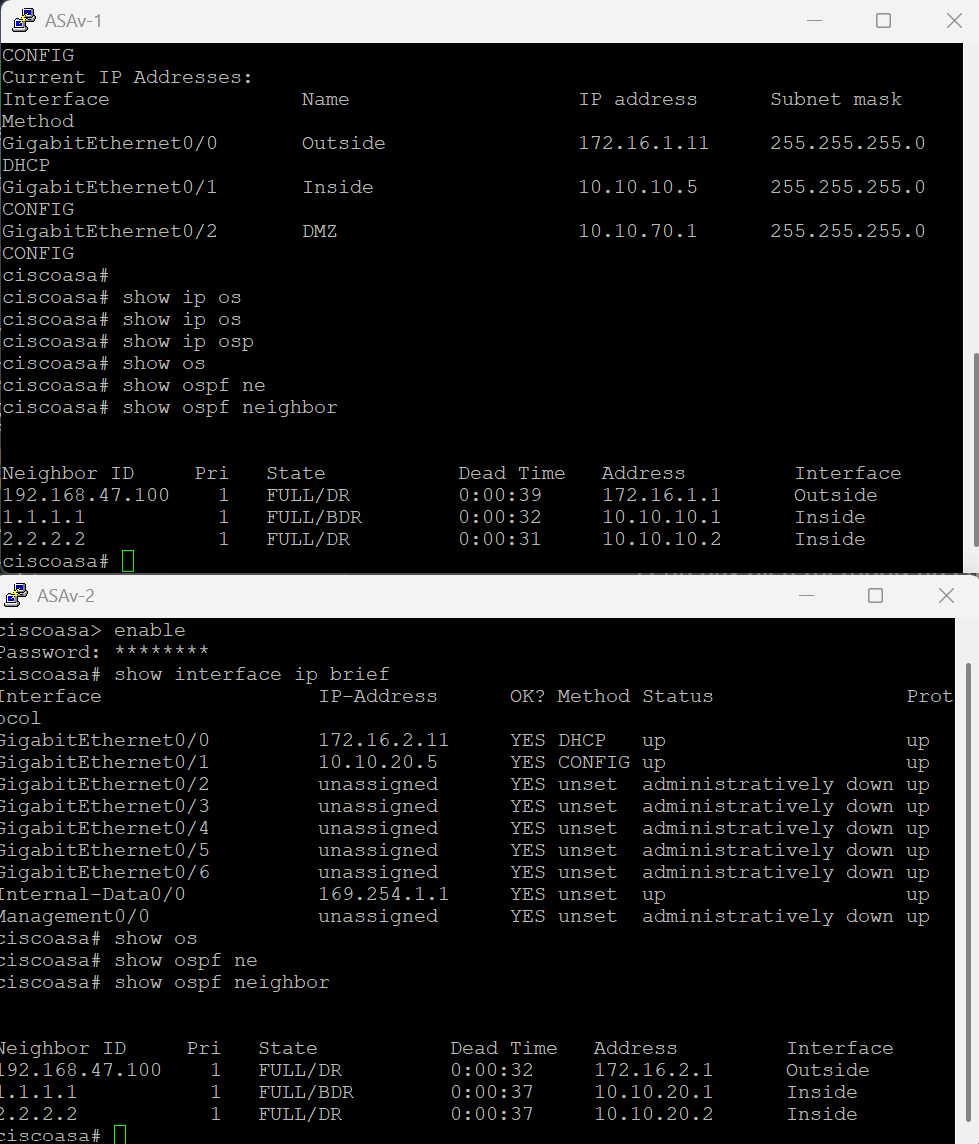 ASAv-1
CONFIG
Current IP Addresses:
Interface Name IP address Subnet mask
Method
GigabitEthernet0/0 Outside 172.16.1.11 255.255.255.0
DHCP
GigabitEthernet0/1 Inside 10.10.10.5 255.255.255.0
CONFIG
GigabitEthernet0/2 DMZ 10.10.70.1 255.255.255.0
CONFIG
ciscoasa#
ciscoasa# show ip os
ciscoasa# show ip os
ciscoasa# show ip osp
ciscoasa# show os
ciscoasa# show ospf ne
ciscoasa# show ospf neighbor
Neighbor ID Pri State Dead Time Address Interface
192.168.47.100 1 FULL/DR 0:00:39 172.16.1.1 Outside
1.1.1.1 1 FULL/BDR 0:00:32 10.10.10.1 Inside
2.2.2.2 1 FULL/DR 0:00:31 10.10.10.2 Inside
ciscoasa#
ASAv-2
ciscoasa> enable
Password: ********
ciscoasa# show interface ip brief
Interface IP-Address OK? Method Status Prot
ocol
GigabitEthernet0/0 172.16.2.11 YES DHCP up up
GigabitEthernet0/1 10.10.20.5 YES CONFIG up up
GigabitEthernet0/2 unassigned YES unset administratively down up
GigabitEthernet0/3 unassigned YES unset administratively down up
GigabitEthernet0/4 unassigned YES unset administratively down up
GigabitEthernet0/5 unassigned YES unset administratively down up
GigabitEthernet0/6 unassigned YES unset administratively down up
Internal-Data0/0 169.254.1.1 YES unset up up
Management0/0 unassigned YES unset administratively down up
ciscoasa# show os
ciscoasa# show ospf ne
ciscoasa# show ospf neighbor
Neighbor ID Pri State Dead Time Address Interface
192.168.47.100 1 FULL/DR 0:00:32 172.16.2.1 Outside
1.1.1.1 1 FULL/BDR 0:00:37 10.10.20.1 Inside
2.2.2.2 1 FULL/DR 0:00:37 10.10.20.2 Inside
ciscoasa#